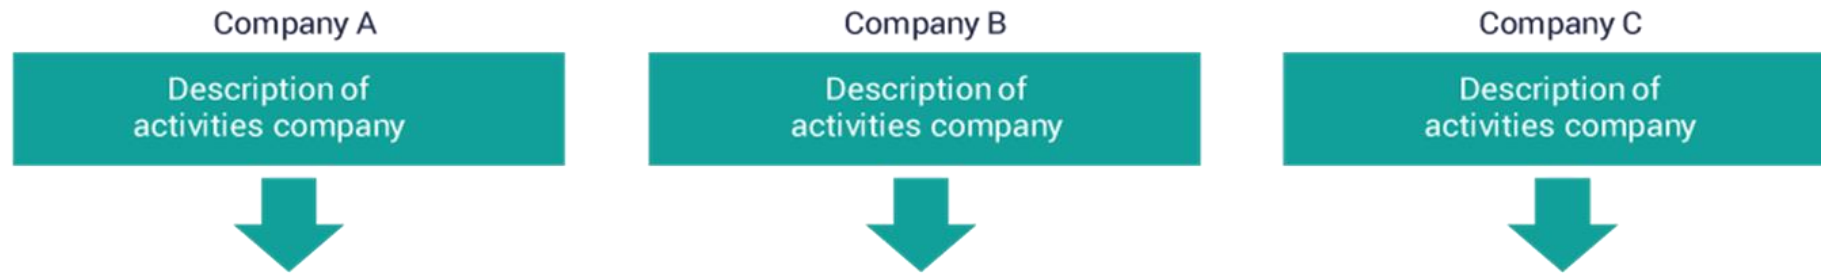 Company A
Description of
activities company
Company B
Description of
activities company
Company C
Description of
activities company